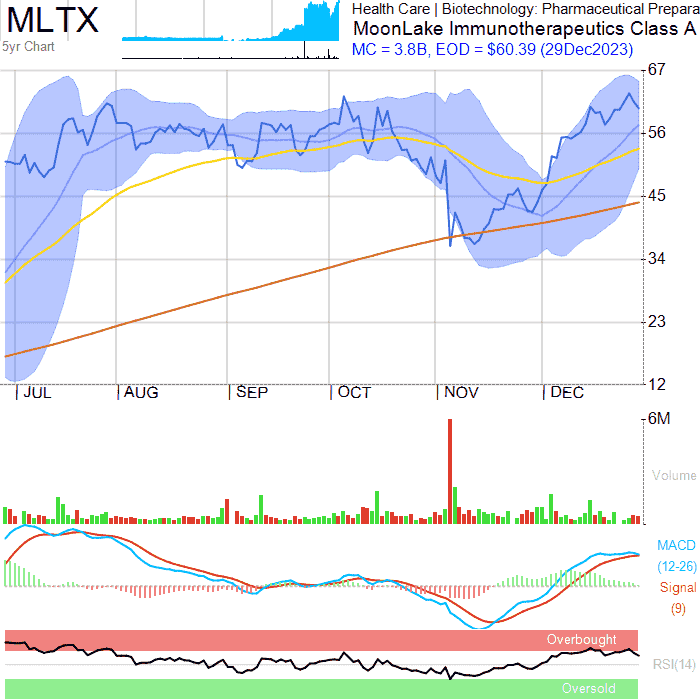 MLTX
5yr Chart
Health Care | Biotechnology: Pharmaceutical Prepara
MoonLake Immunotherapeutics Class A
MC = 3.8B, EOD = $60.39 (29Dec2023)
67
56
45
34
23
12
JUL AUG SEP OCT NOV DEC
6M
Volume
MACD
(12-26)
Signal
(9)
Overbought
RSI(14)
Oversold